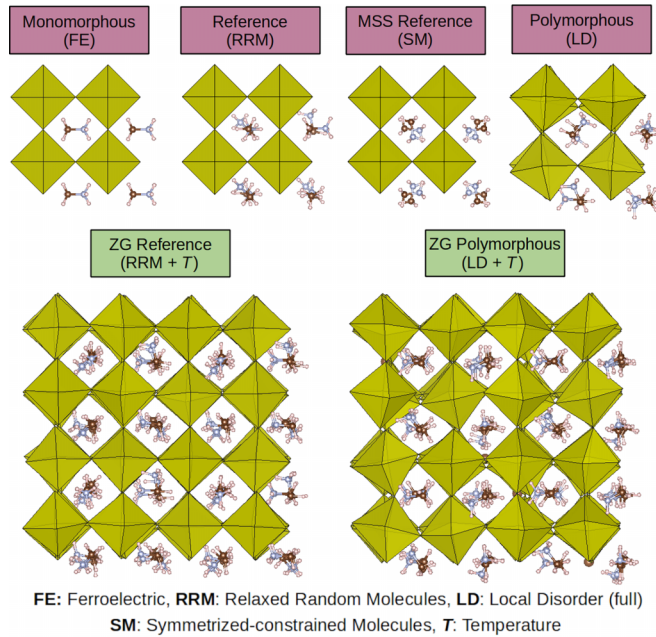 Monomorphous
(FE)
Reference
(RRM)
MSS Reference
(SM)
Polymorphous
(LD)
ZG Reference
(RRM + T)
ZG Polymorphous
(LD + T)
FE: Ferroelectric, RRM: Relaxed Random Molecules, LD: Local Disorder (full)
SM: Symmetrized-constrained Molecules, T: Temperature